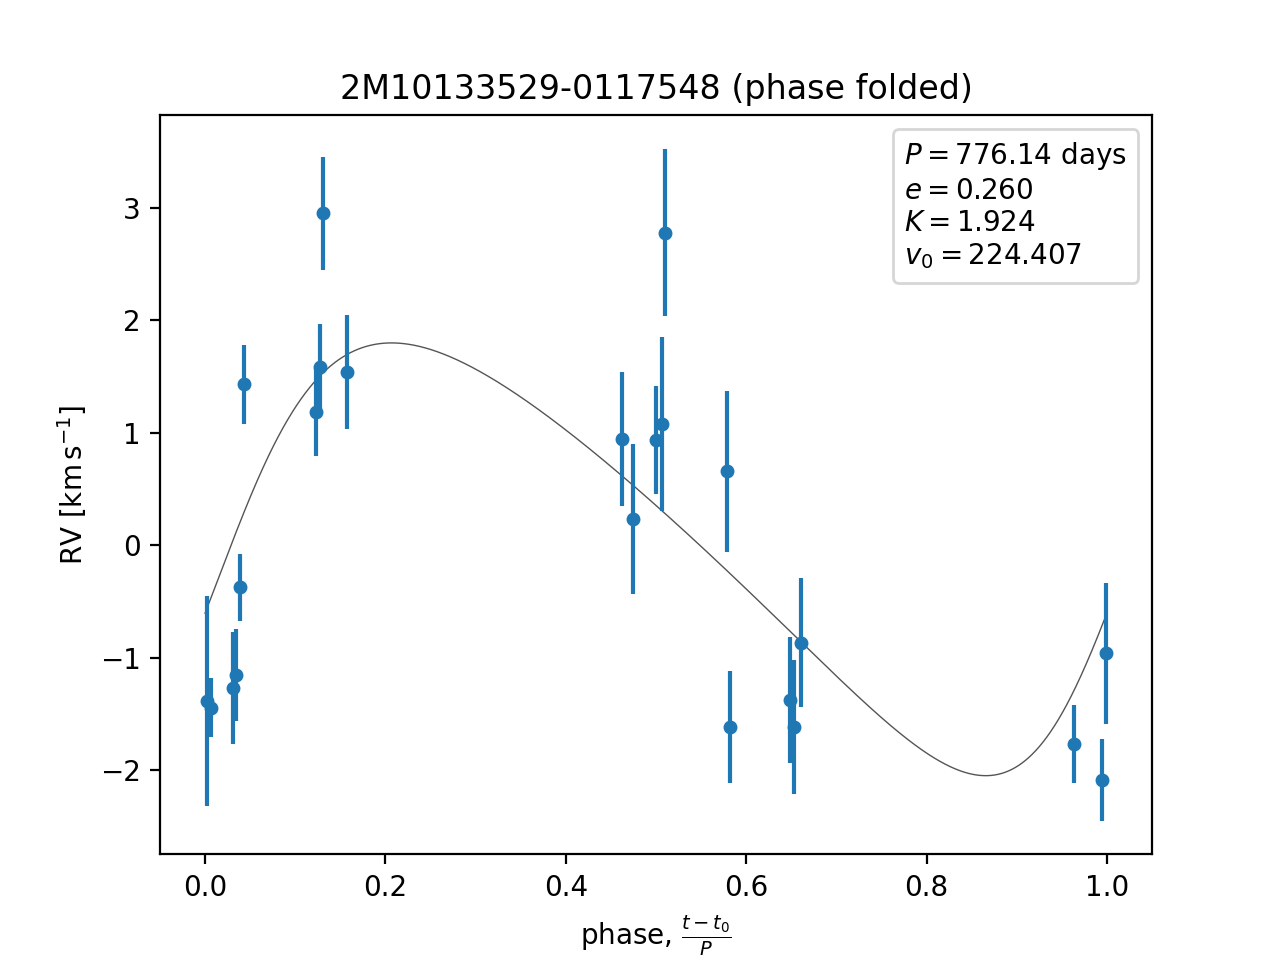 2M10133529-0117548 (phase folded)
P = 776.14 days
e = 0.260
K = 1.924
v₀ = 224.407
3
2
1
0
−1
−2
RV [km s⁻¹]
0.0 0.2 0.4 0.6 0.8 1.0
phase, (t − t₀)/P